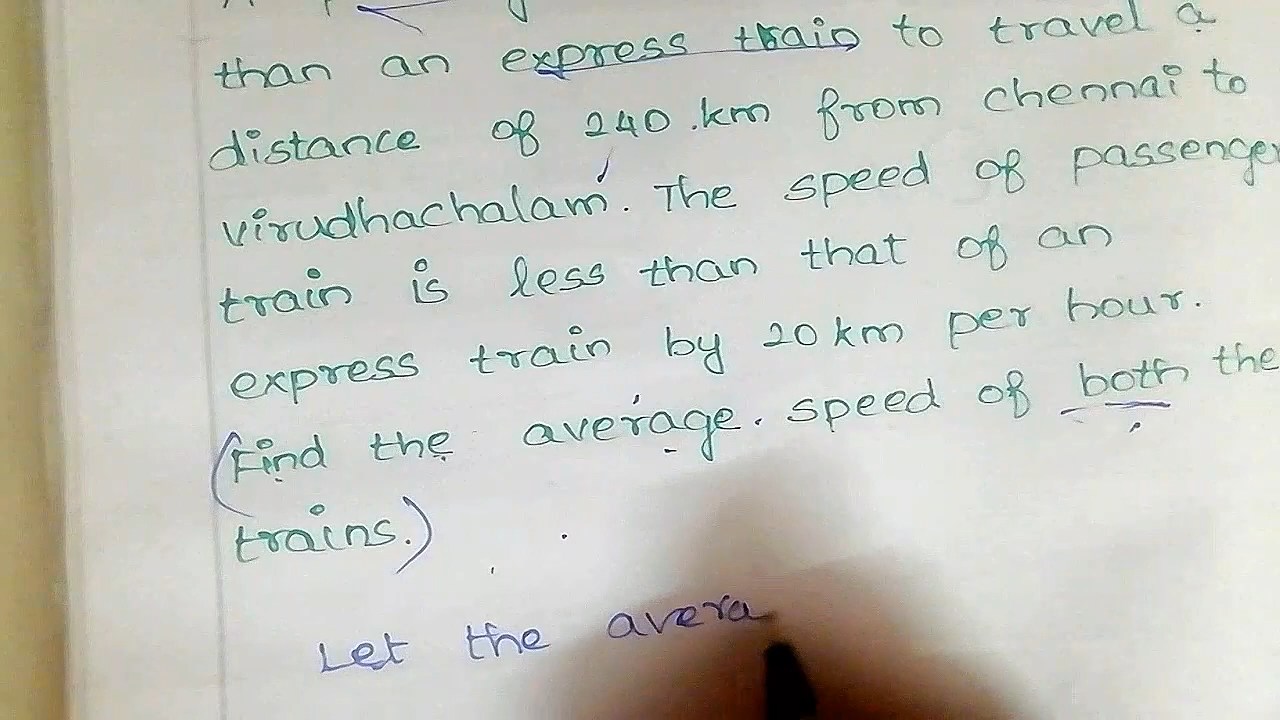 than an express train to travel a
distance of 240 km from chennai to
virudhachalam. The speed of passenger
train is less than that of an
express train by 20 km per hour.
(Find the average speed of both the
trains.)
Let the avera